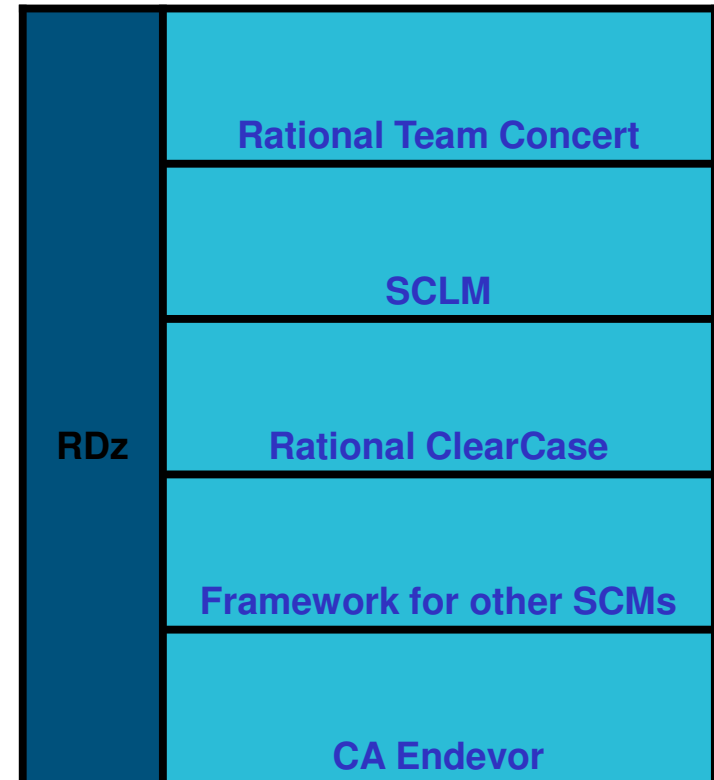 Rational Team Concert
SCLM
RDz
Rational ClearCase
Framework for other SCMs
CA Endevor